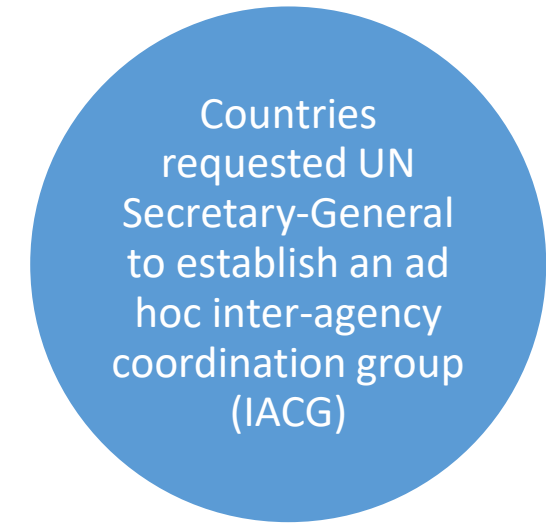 Countries
requested UN
Secretary-General
to establish an ad
hoc inter-agency
coordination group
(IACG)